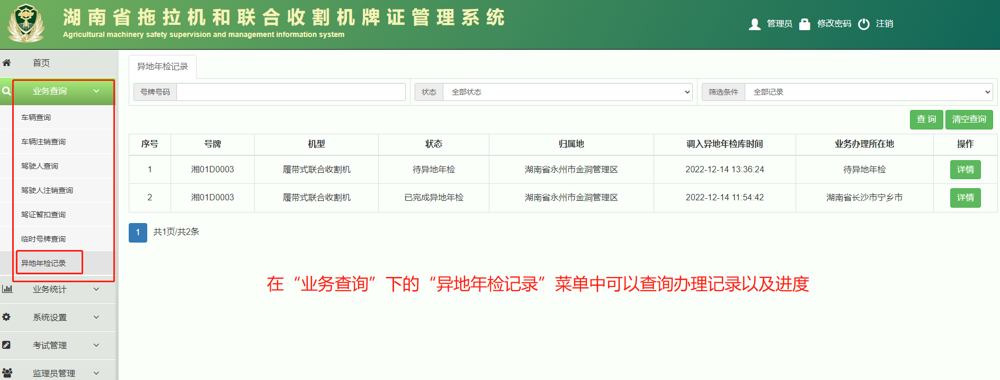 湖南省拖拉机和联合收割机牌证管理系统
Agricultural machinery safety supervision and management information system
管理员 修改密码 注销
首页
业务查询
车辆查询
车辆注销查询
驾驶人查询
驾驶人注销查询
驾证暂扣查询
临时号牌查询
异地年检记录
业务统计
系统设置
考试管理
监理员管理
异地年检记录
号牌号码 状态 全部状态 筛选条件 全部记录
查 询 清空查询
序号 号牌 机型 状态 归属地 调入异地年检库时间 业务办理所在地 操作
1 湘01D0003 履带式联合收割机 待异地年检 湖南省永州市金洞管理区 2022-12-14 13:36:24 待异地年检 详情
2 湘01D0003 履带式联合收割机 已完成异地年检 湖南省永州市金洞管理区 2022-12-14 11:54:42 湖南省长沙市宁乡市 详情
1 共1页/共2条
在“业务查询”下的“异地年检记录”菜单中可以查询办理记录以及进度